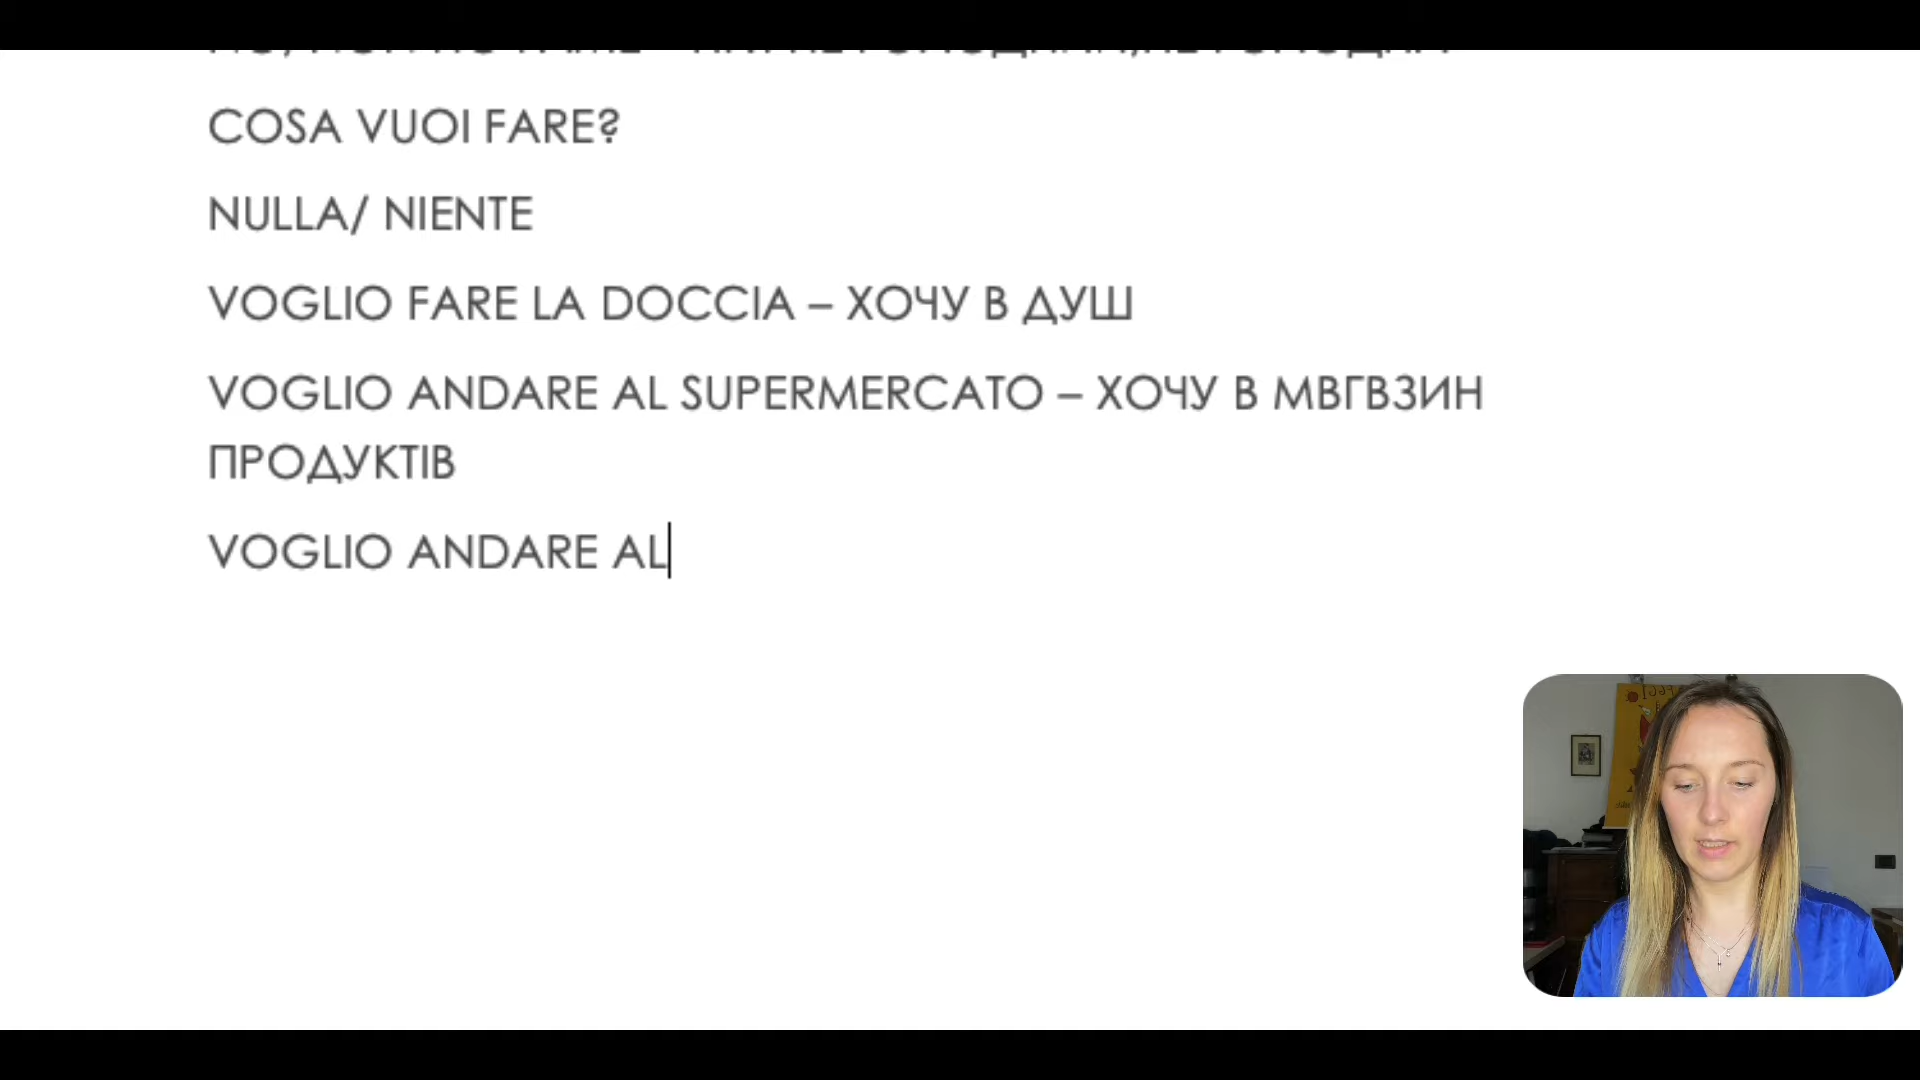 COSA VUOI FARE?
NULLA/ NIENTE
VOGLIO FARE LA DOCCIA – ХОЧУ В ДУШ
VOGLIO ANDARE AL SUPERMERCATO – ХОЧУ В МВГВЗИН
ПРОДУКТІВ
VOGLIO ANDARE AL